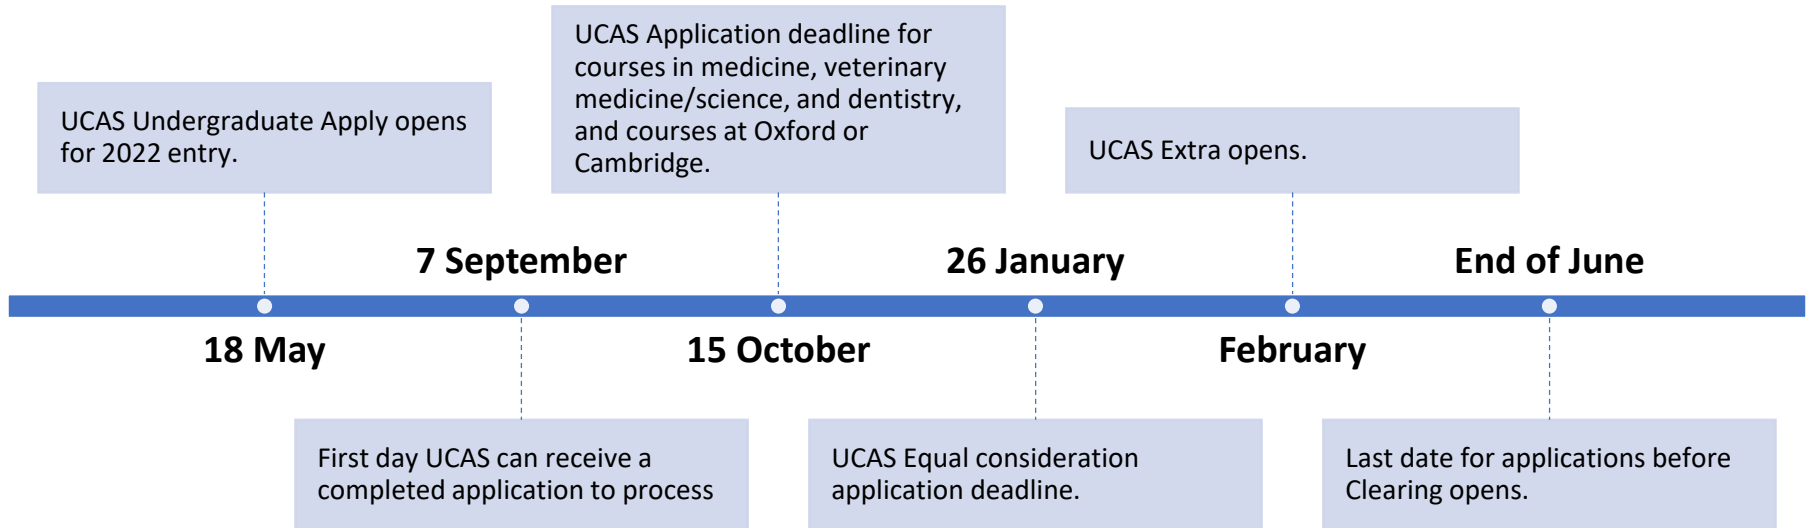 UCAS Undergraduate Apply opens
for 2022 entry.
UCAS Application deadline for
courses in medicine, veterinary
medicine/science, and dentistry,
and courses at Oxford or
Cambridge.
UCAS Extra opens.
7 September
26 January
End of June
18 May
15 October
February
First day UCAS can receive a
completed application to process
UCAS Equal consideration
application deadline.
Last date for applications before
Clearing opens.